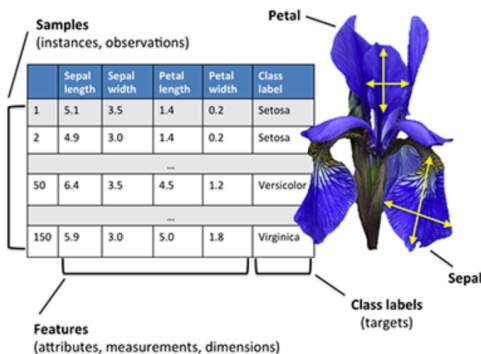 Samples
(instances, observations)
Petal
Sepal length Sepal width Petal length Petal width Class label
1 5.1 3.5 1.4 0.2 Setosa
2 4.9 3.0 1.4 0.2 Setosa
...
50 6.4 3.5 4.5 1.2 Versicolor
...
150 5.9 3.0 5.0 1.8 Virginica
Sepal
Class labels
(targets)
Features
(attributes, measurements, dimensions)